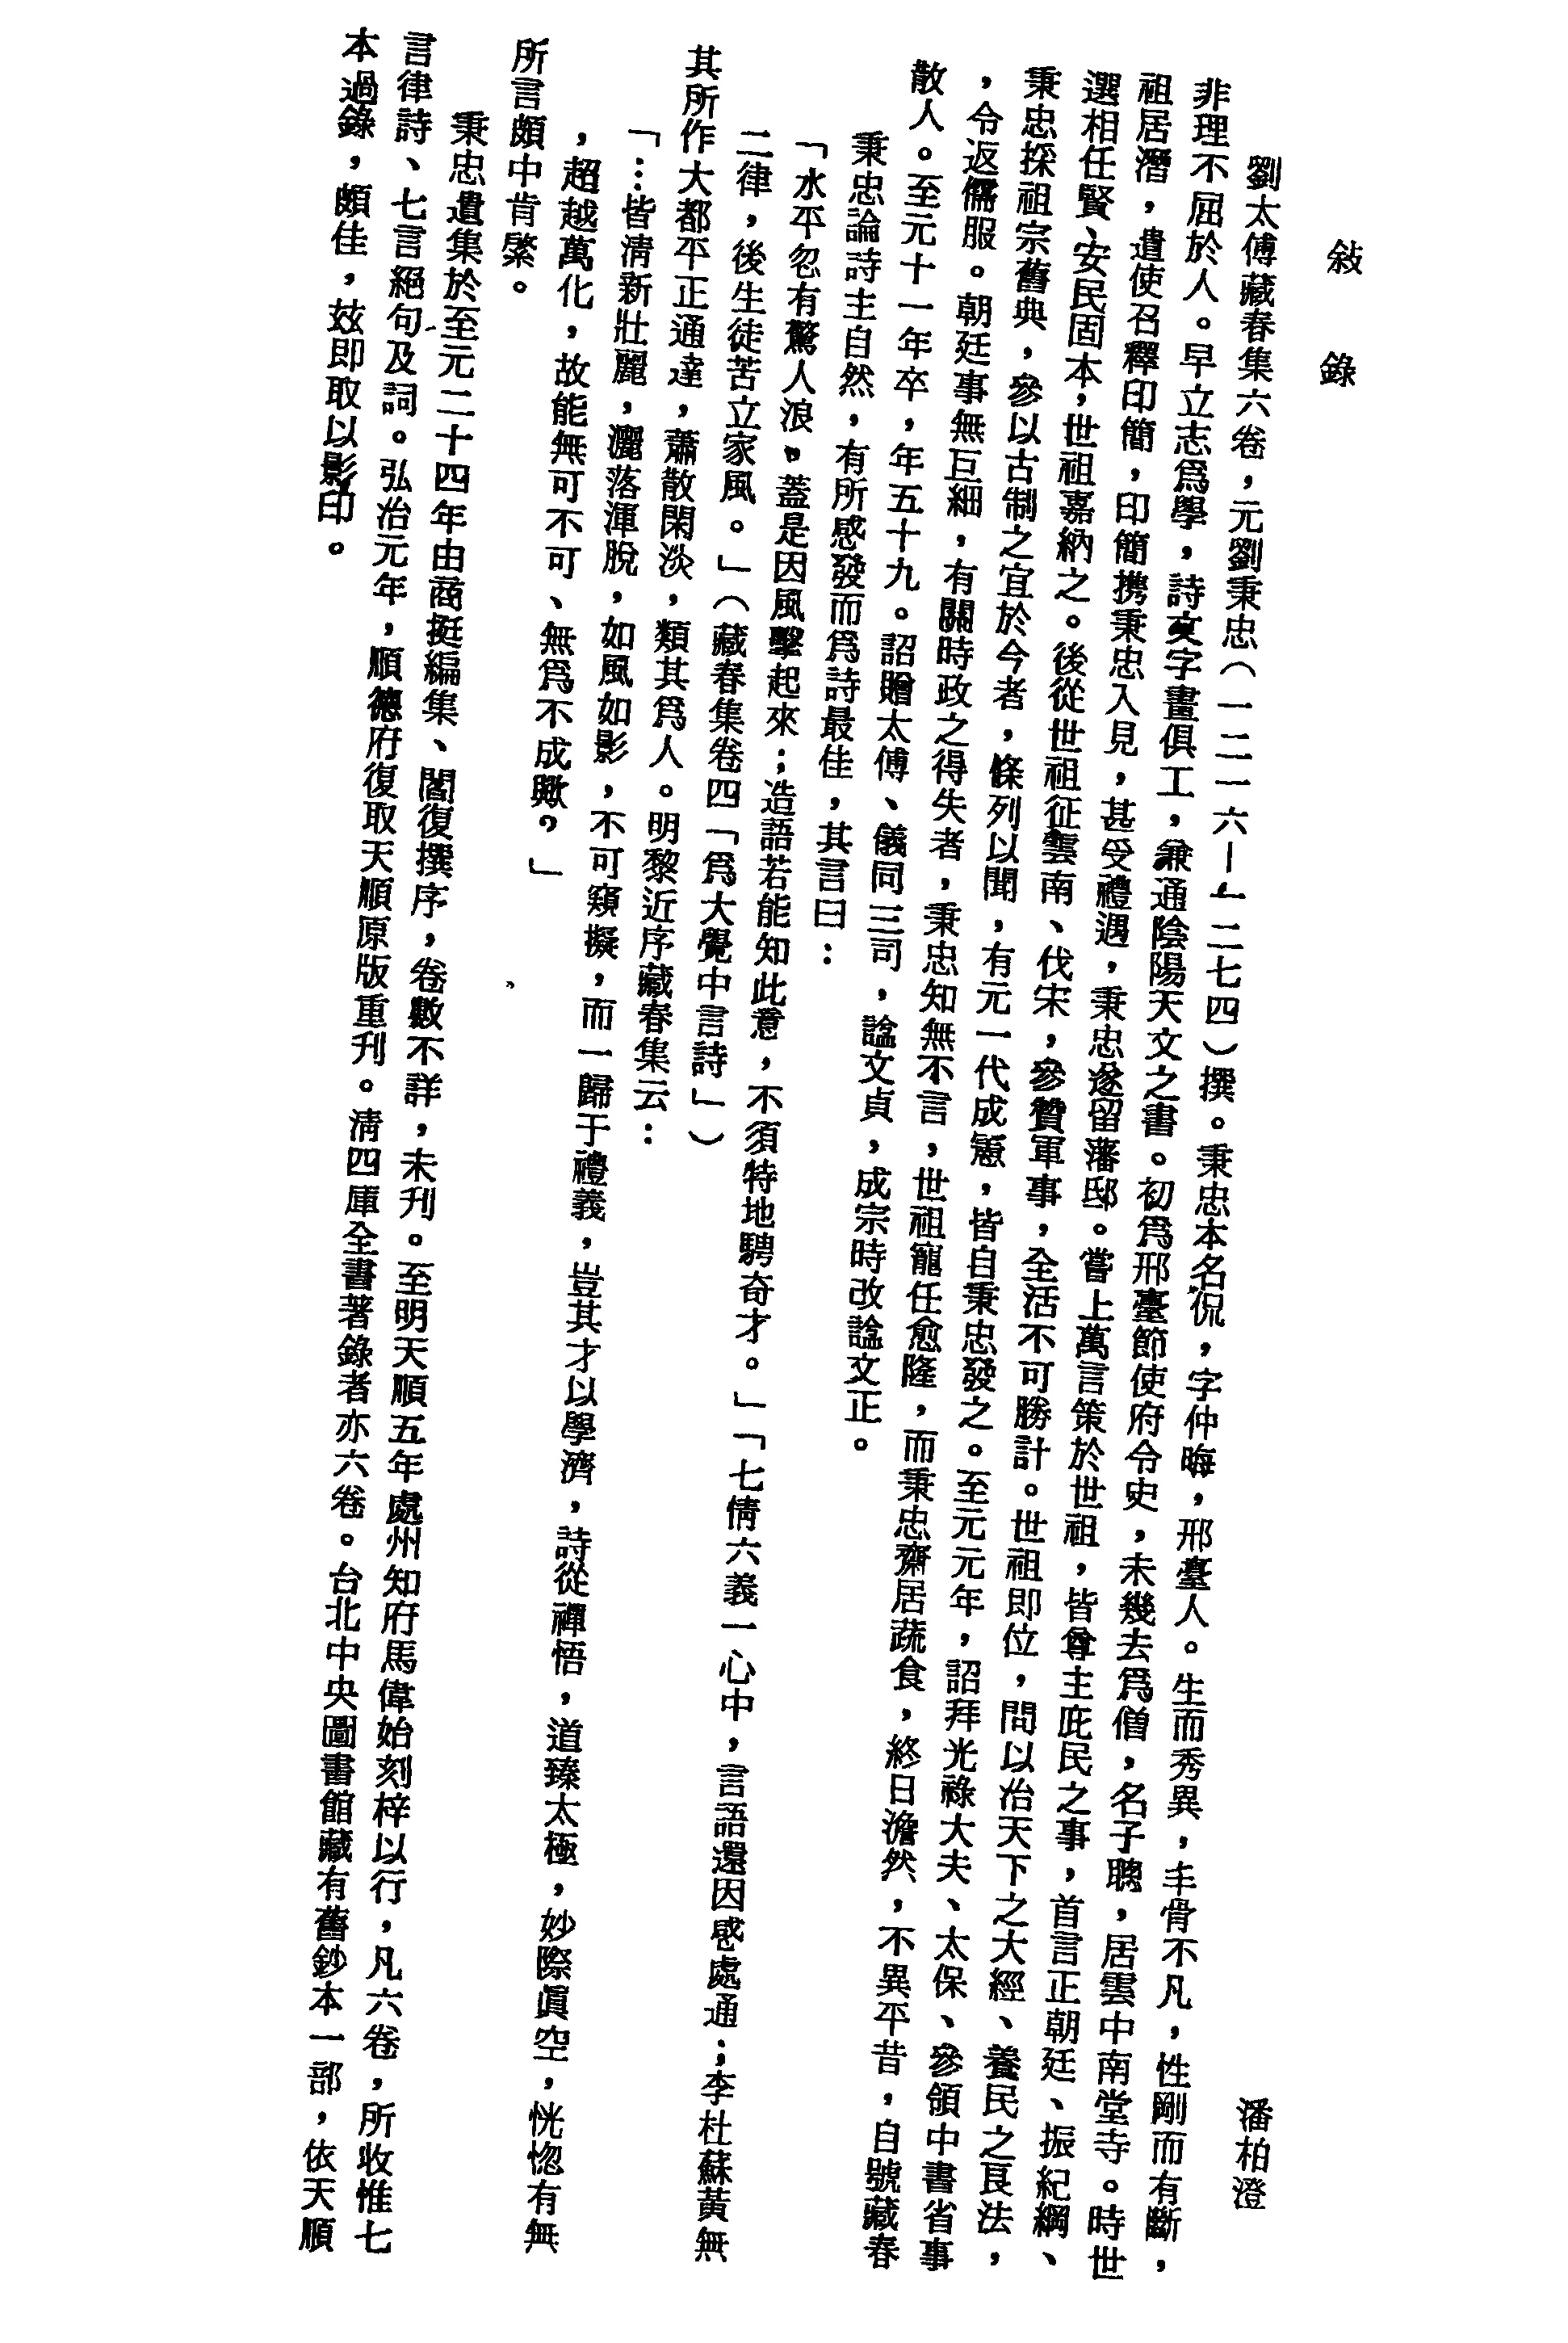 敍　錄
潘柏澄
劉太傅藏春集六卷，元劉秉忠（一二一六—一二七四）撰。秉忠本名侃，字仲晦，邢臺人。生而秀異，丰骨不凡，性剛而有斷，
非理不屈於人。早立志爲學，詩文字畫俱工，兼通陰陽天文之書。初爲邢臺節使府令史，未幾去爲僧，名子聰，居雲中南堂寺。時世
祖居潛，遣使召釋印簡，印簡携秉忠入見，甚受禮遇，秉忠遂留藩邸。嘗上萬言策於世祖，皆尊主庇民之事，首言正朝廷、振紀綱、
選相任賢、安民固本，世祖嘉納之。後從世祖征雲南、伐宋，參贊軍事，全活不可勝計。世祖即位，問以治天下之大經、養民之良法，
秉忠採祖宗舊典，參以古制之宜於今者，條列以聞，有元一代成憲，皆自秉忠發之。至元元年，詔拜光祿大夫、太保、參領中書省事
，令返儒服。朝廷事無巨細，有關時政之得失者，秉忠知無不言，世祖寵任愈隆，而秉忠齋居蔬食，終日澹然，不異平昔，自號藏春
散人。至元十一年卒，年五十九。詔贈太傅、儀同三司，諡文貞，成宗時改諡文正。
秉忠論詩主自然，有所感發而爲詩最佳，其言曰：
「水平忽有驚人浪，蓋是因風擊起來；造語若能知此意，不須特地騁奇才。」「七情六義一心中，言語還因感處通；李杜蘇黃無
二律，後生徒苦立家風。」（藏春集卷四「爲大覺中言詩」）
其所作大都平正通達，蕭散閑淡，類其爲人。明黎近序藏春集云：
「…皆清新壯麗，灑落渾脫，如風如影，不可窺擬，而一歸于禮義，豈其才以學濟，詩從禪悟，道臻太極，妙際眞空，恍惚有無
，超越萬化，故能無可不可、無爲不成歟？」
所言頗中肯綮。
秉忠遺集於至元二十四年由商挺編集、閻復撰序，卷數不詳，未刊。至明天順五年處州知府馬偉始刻梓以行，凡六卷，所收惟七
言律詩、七言絕句及詞。弘治元年，順德府復取天順原版重刊。清四庫全書著錄者亦六卷。台北中央圖書館藏有舊鈔本一部，依天順
本過錄，頗佳，玆即取以影印。